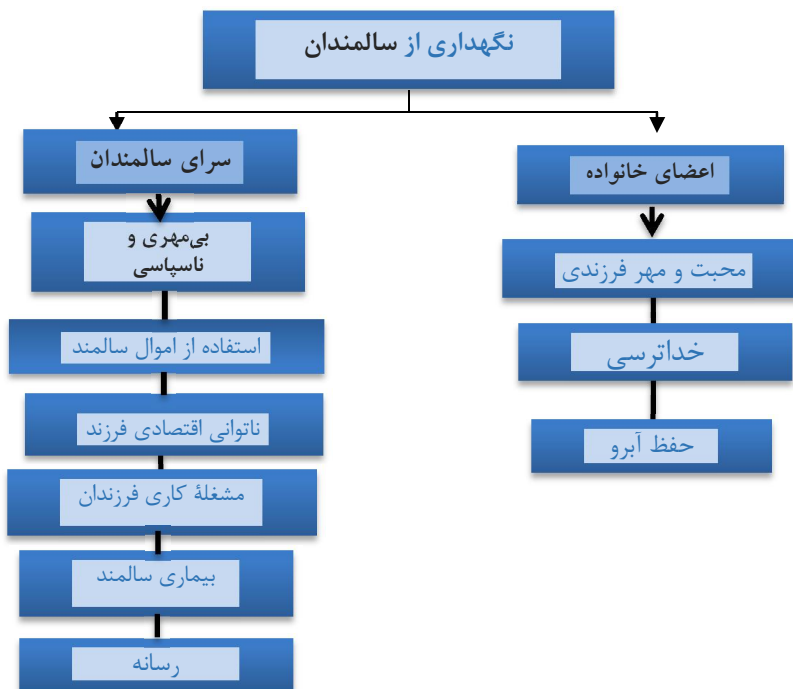 نگهداری از سالمندان
سرای سالمندان
بی‌مهری و
ناسپاسی
استفاده از اموال سالمند
ناتوانی اقتصادی فرزند
مشغلهٔ کاری فرزندان
بیماری سالمند
رسانه
اعضای خانواده
محبت و مهر فرزندی
خداترسی
حفظ آبرو